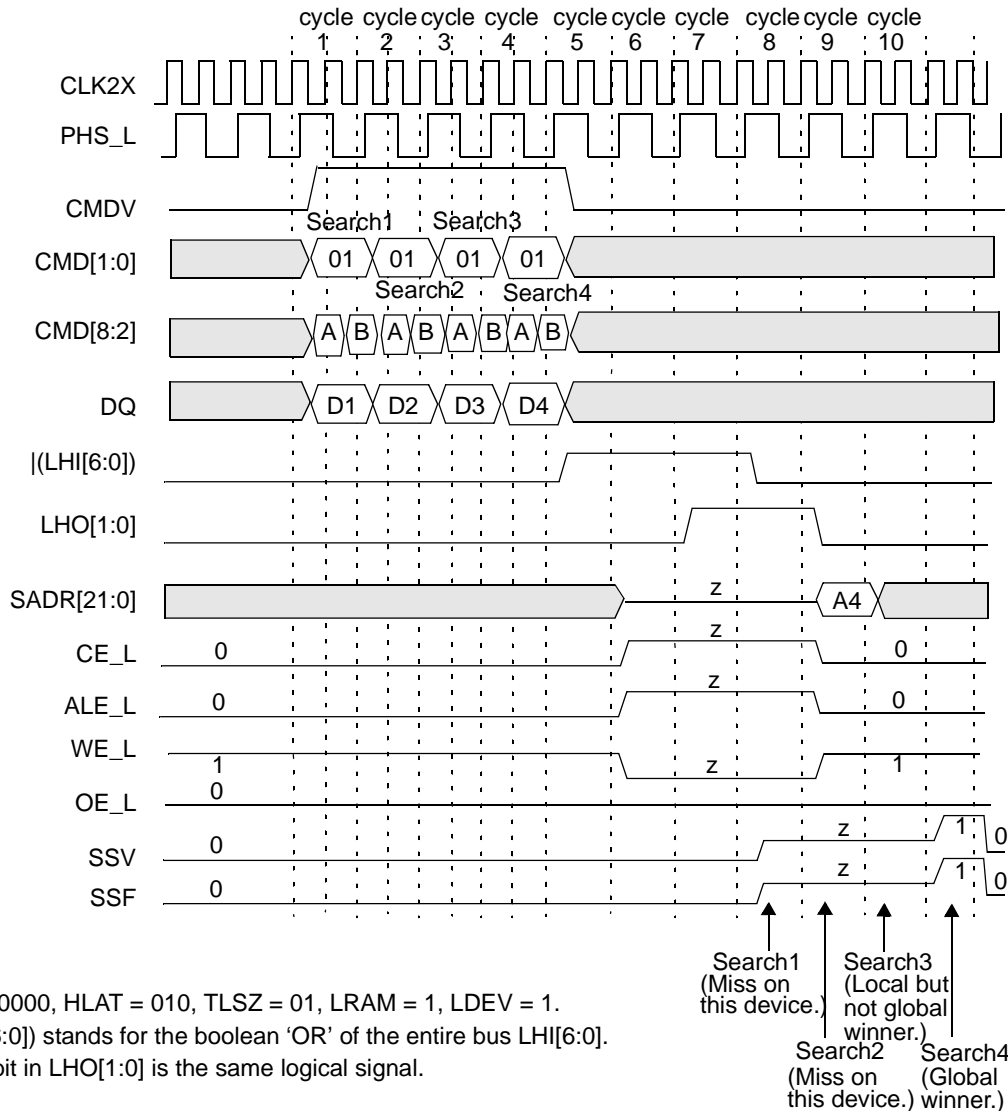 cycle cycle cycle cycle cycle cycle cycle cycle cycle cycle
1 2 3 4 5 6 7 8 9 10
CLK2X
PHS_L
CMDV
Search1 Search3
CMD[1:0] 01 01 01 01
Search2 Search4
CMD[8:2] A B A B A B A B
DQ D1 D2 D3 D4
|(LHI[6:0])
LHO[1:0]
SADR[21:0] z A4
CE_L 0 z 0
ALE_L 0 z 0
WE_L 1 z 1
OE_L 0
SSV 0 z 1 0
SSF 0 z 1 0
Search1
(Miss on
this device.)
Search3
(Local but
not global
winner.)
0000, HLAT = 010, TLSZ = 01, LRAM = 1, LDEV = 1.
:0]) stands for the boolean ‘OR’ of the entire bus LHI[6:0].
bit in LHO[1:0] is the same logical signal.
Search2
(Miss on
this device.)
Search4
(Global
winner.)